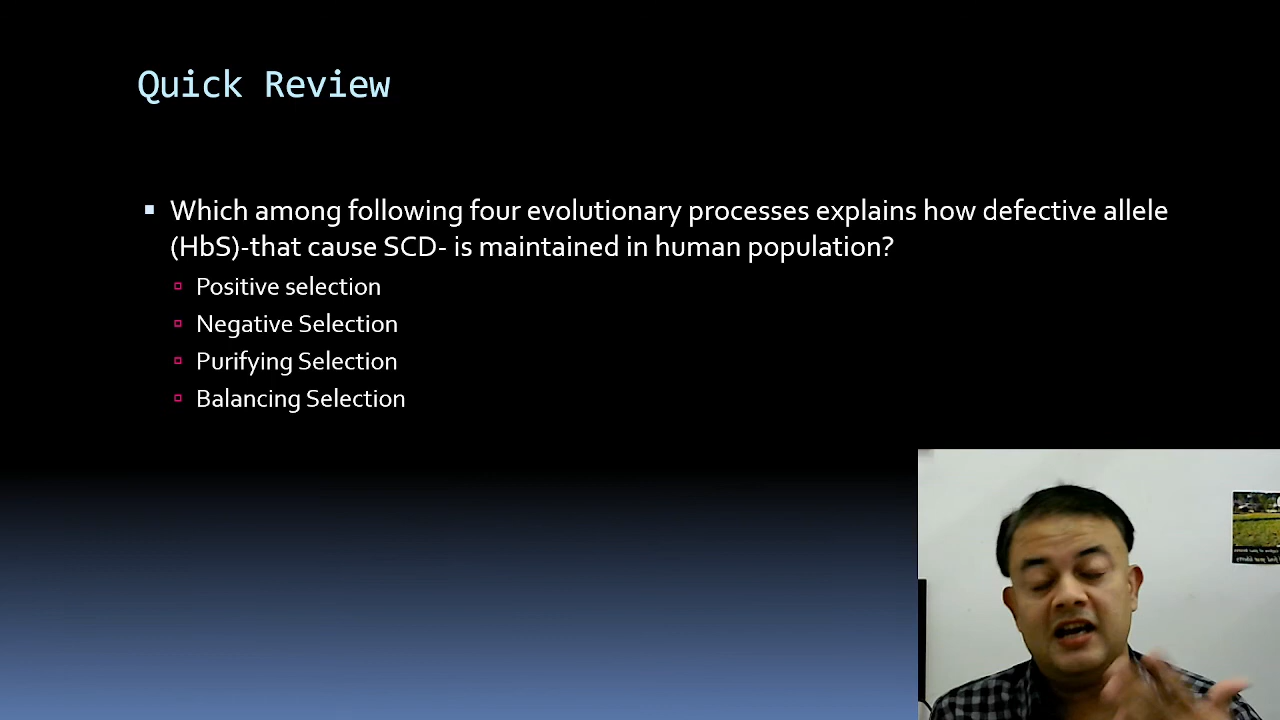 Quick Review
Which among following four evolutionary processes explains how defective allele
(HbS)-that cause SCD- is maintained in human population?
Positive selection
Negative Selection
Purifying Selection
Balancing Selection